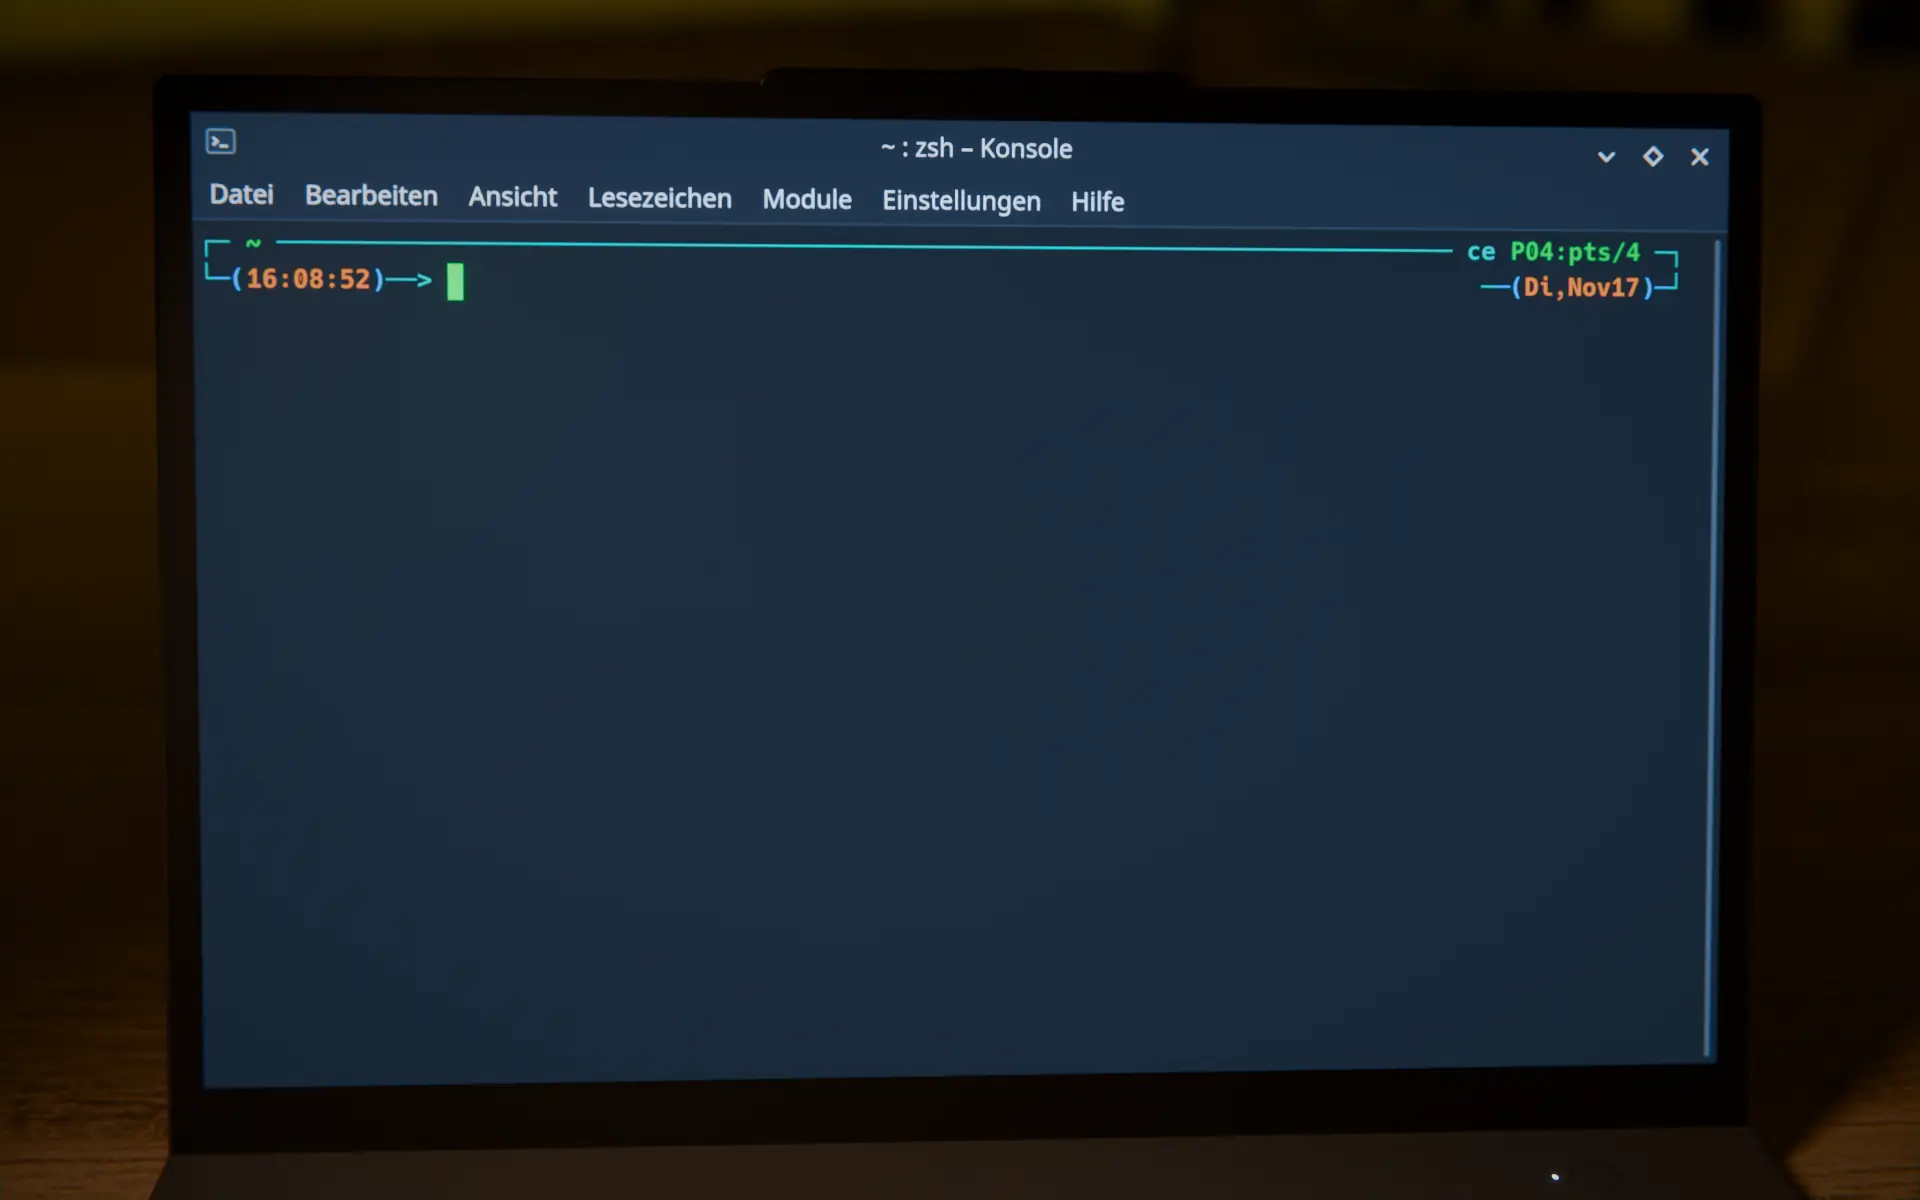 ~ : zsh – Konsole
Datei Bearbeiten Ansicht Lesezeichen Module Einstellungen Hilfe
~ ce P04:pts/4
(16:08:52)—> —(Di,Nov17)